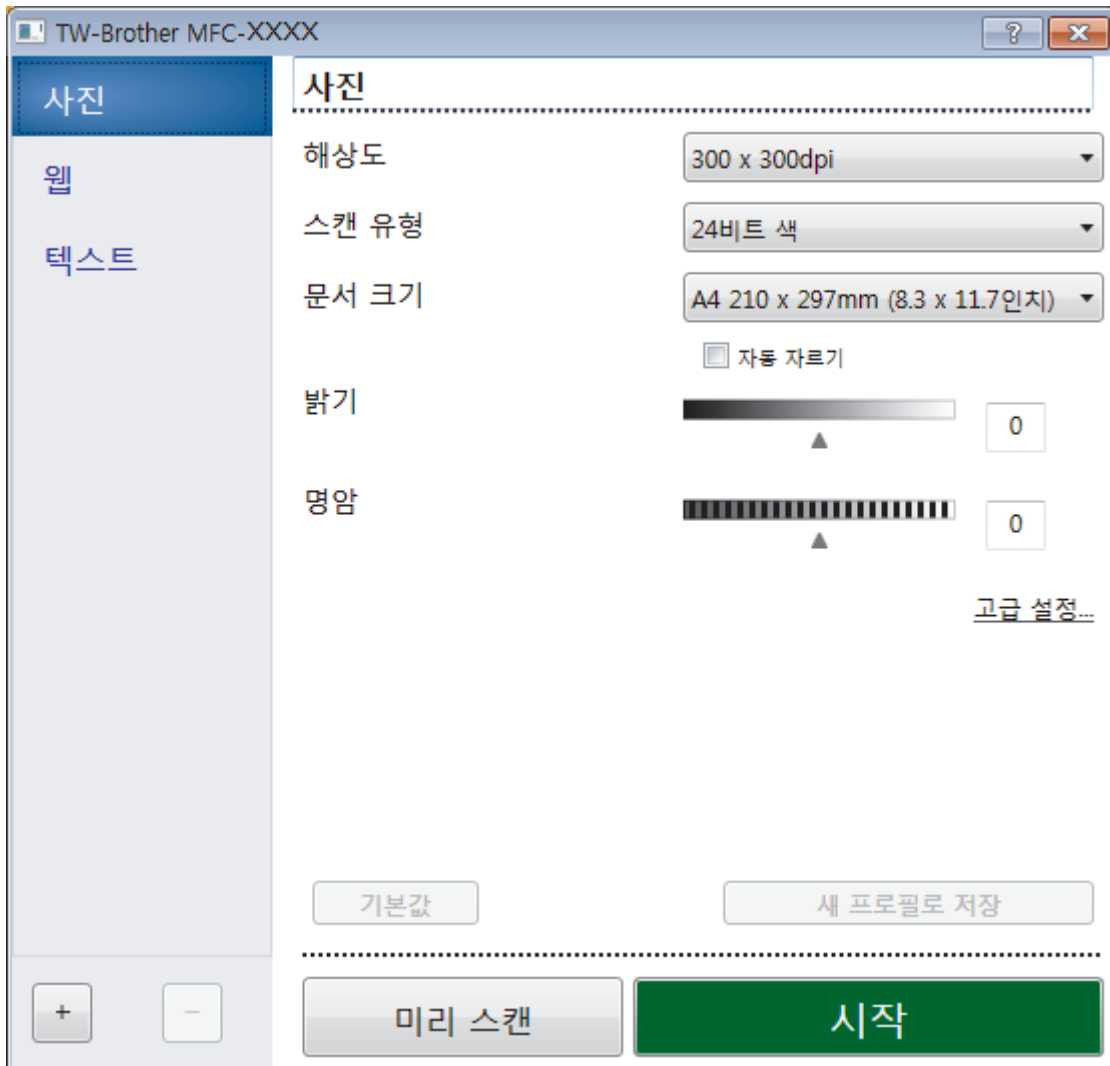 TW-Brother MFC-XXXX
사진
웹
텍스트
사진
해상도
300 x 300dpi
스캔 유형
24비트 색
문서 크기
A4 210 x 297mm (8.3 x 11.7인치)
자동 자르기
밝기
0
명암
0
고급 설정...
기본값
새 프로필로 저장
+
-
미리 스캔
시작